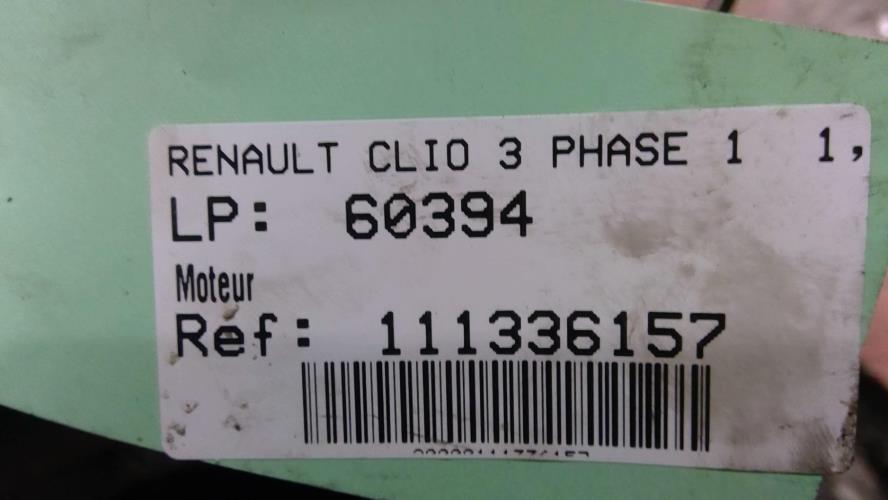 RENAULT CLIO 3 PHASE 1 1,
LP: 60394
Moteur
Ref: 111336157